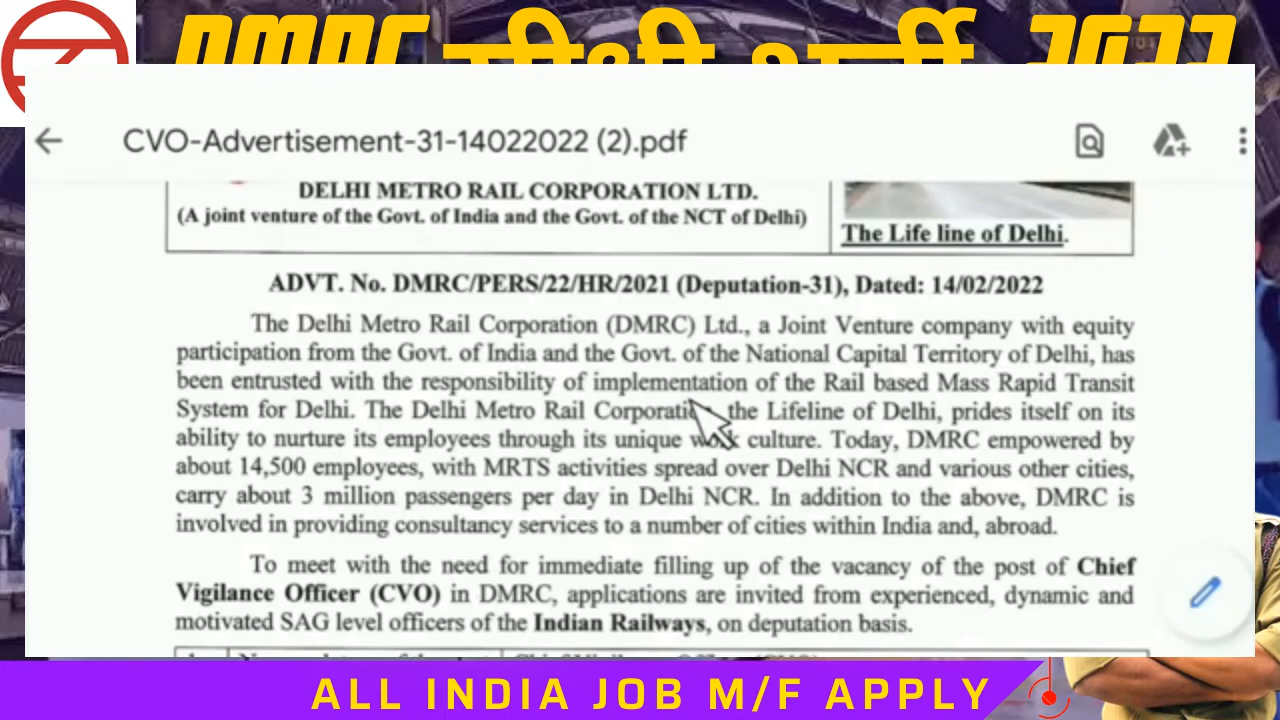 DMRC सीधी भर्ती 2022
CVO-Advertisement-31-14022022 (2).pdf
DELHI METRO RAIL CORPORATION LTD.
(A joint venture of the Govt. of India and the Govt. of the NCT of Delhi)
The Life line of Delhi.
ADVT. No. DMRC/PERS/22/HR/2021 (Deputation-31), Dated: 14/02/2022
The Delhi Metro Rail Corporation (DMRC) Ltd., a Joint Venture company with equity
participation from the Govt. of India and the Govt. of the National Capital Territory of Delhi, has
been entrusted with the responsibility of implementation of the Rail based Mass Rapid Transit
System for Delhi. The Delhi Metro Rail Corporation, the Lifeline of Delhi, prides itself on its
ability to nurture its employees through its unique work culture. Today, DMRC empowered by
about 14,500 employees, with MRTS activities spread over Delhi NCR and various other cities,
carry about 3 million passengers per day in Delhi NCR. In addition to the above, DMRC is
involved in providing consultancy services to a number of cities within India and, abroad.
To meet with the need for immediate filling up of the vacancy of the post of Chief
Vigilance Officer (CVO) in DMRC, applications are invited from experienced, dynamic and
motivated SAG level officers of the Indian Railways, on deputation basis.
ALL INDIA JOB M/F APPLY